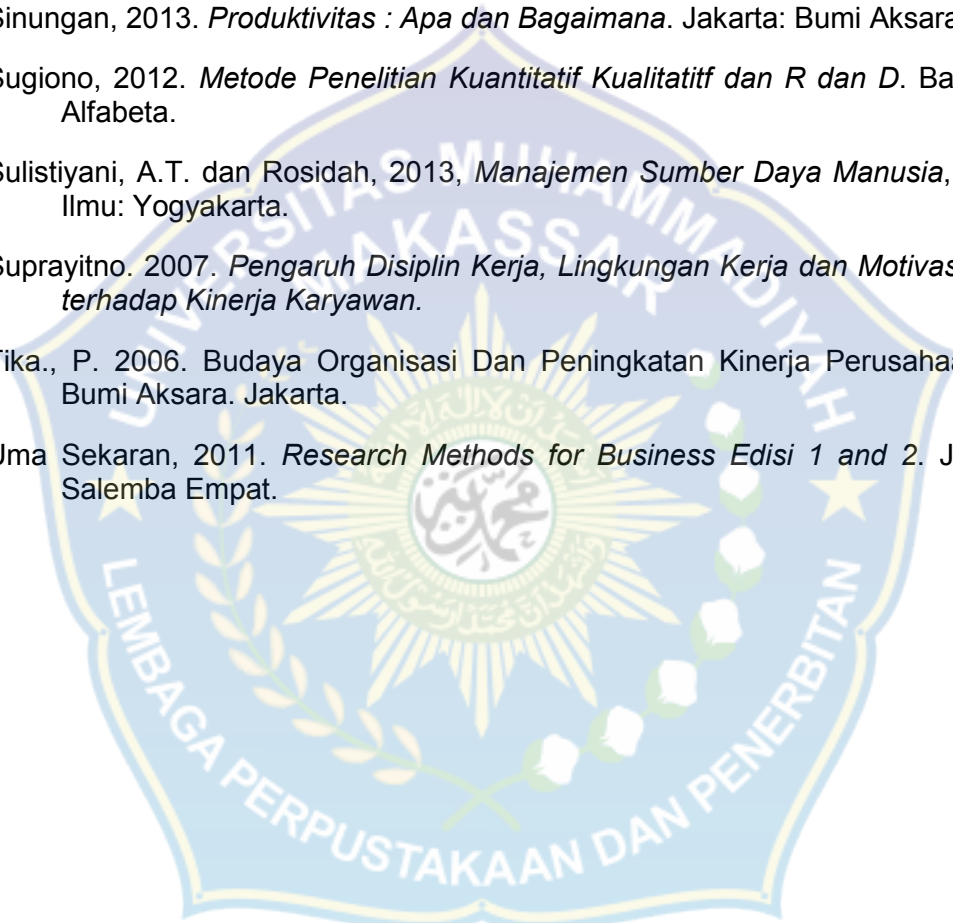 Sinungan, 2013. Produktivitas : Apa dan Bagaimana. Jakarta: Bumi Aksara
Sugiono, 2012. Metode Penelitian Kuantitatif Kualitatitf dan R dan D. Ba
Alfabeta.
Sulistiyani, A.T. dan Rosidah, 2013, Manajemen Sumber Daya Manusia,
Ilmu: Yogyakarta.
Suprayitno. 2007. Pengaruh Disiplin Kerja, Lingkungan Kerja dan Motivas
terhadap Kinerja Karyawan.
Tika., P. 2006. Budaya Organisasi Dan Peningkatan Kinerja Perusahaa
Bumi Aksara. Jakarta.
Uma Sekaran, 2011. Research Methods for Business Edisi 1 and 2. J
Salemba Empat.
UNIVERSITAS MUHAMMADIYAH
MAKASSAR
LEMBAGA PERPUSTAKAAN DAN PENERBITAN